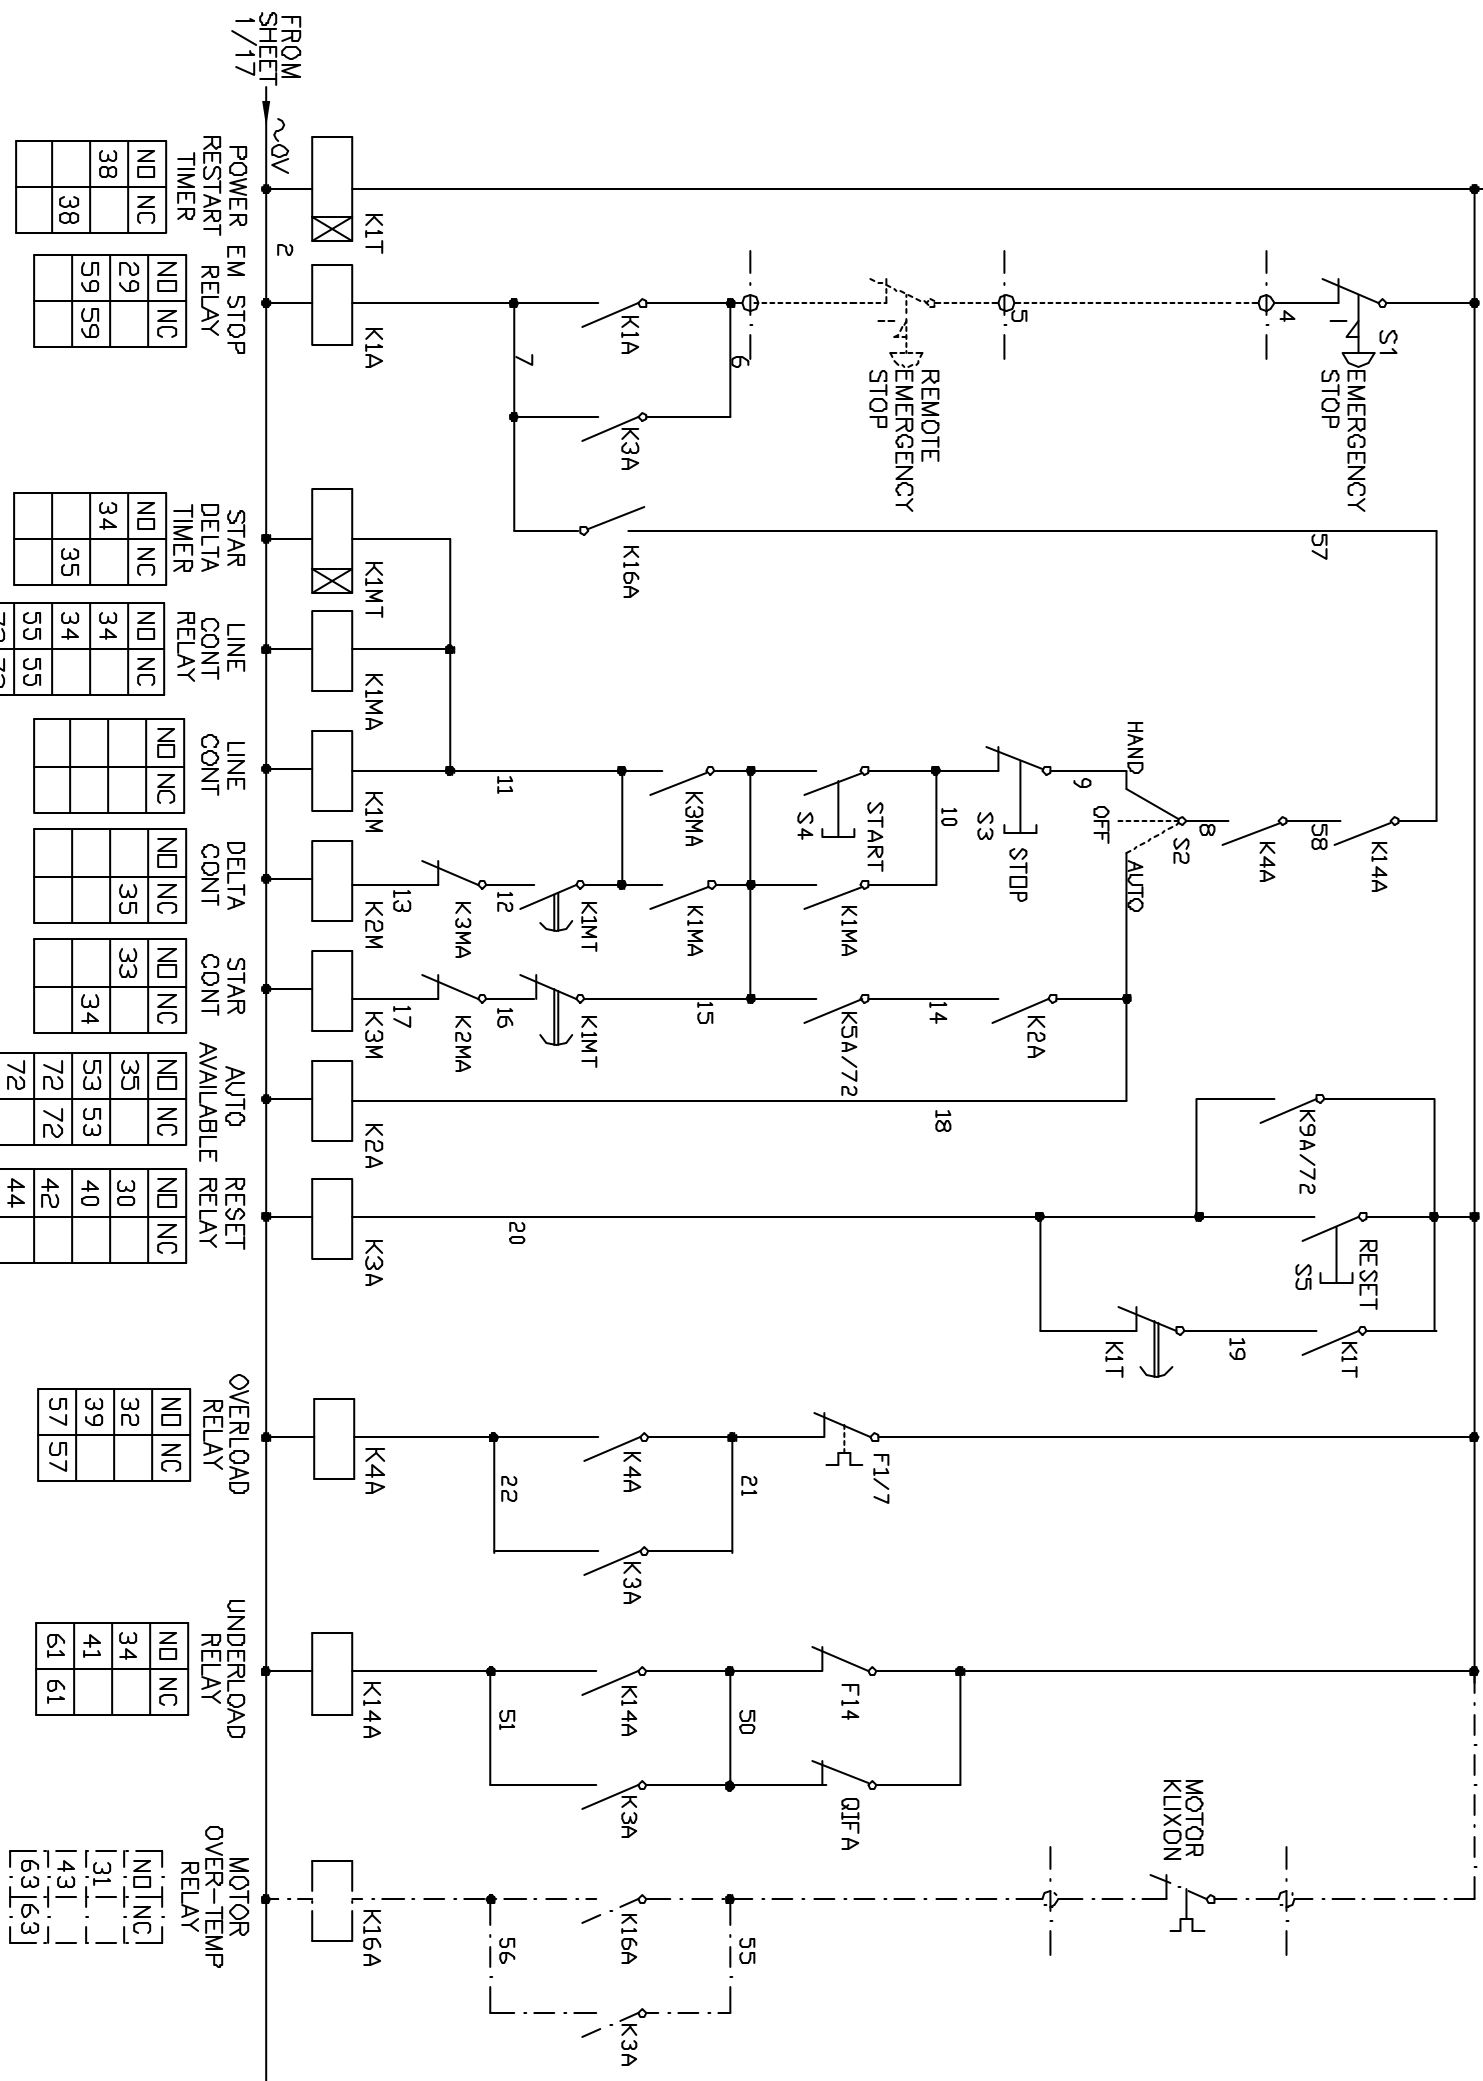 FROM
SHEET
1/17
~0V
2
S1
EMERGENCY
STOP
4
5
REMOTE
EMERGENCY
STOP
6
7
K1A
K3A
K16A
57
K14A
58
K4A
8
S2
HAND
OFF
AUTO
9
S3
STOP
10
START
S4
K1MA
K2A
14
K5A/72
K3MA
K1MA
15
11
K1MT
K1MT
12
16
K3MA
K2MA
13
17
18
K9A/72
RESET
S5
K1T
19
K1T
20
F1/7
21
K4A
K3A
22
F14
Q1FA
50
K14A
K3A
51
MOTOR
KLIXON
55
K16A
K3A
56
K1T
K1A
K1MT
K1MA
K1M
K2M
K3M
K2A
K3A
K4A
K14A
K16A
POWER
RESTART
TIMER
NO NC
38
38
EM STOP
RELAY
NO NC
29
59 59
STAR
DELTA
TIMER
NO NC
34
35
LINE
CONT
RELAY
NO NC
34
34
55 55
LINE
CONT
NO NC
DELTA
CONT
NO NC
35
STAR
CONT
NO NC
33
34
AUTO
AVAILABLE
NO NC
35
53 53
72 72
72
RESET
RELAY
NO NC
30
40
42
44
OVERLOAD
RELAY
NO NC
32
39
57 57
UNDERLOAD
RELAY
NO NC
34
41
61 61
MOTOR
OVER-TEMP
RELAY
NO NC
31
43
63 63